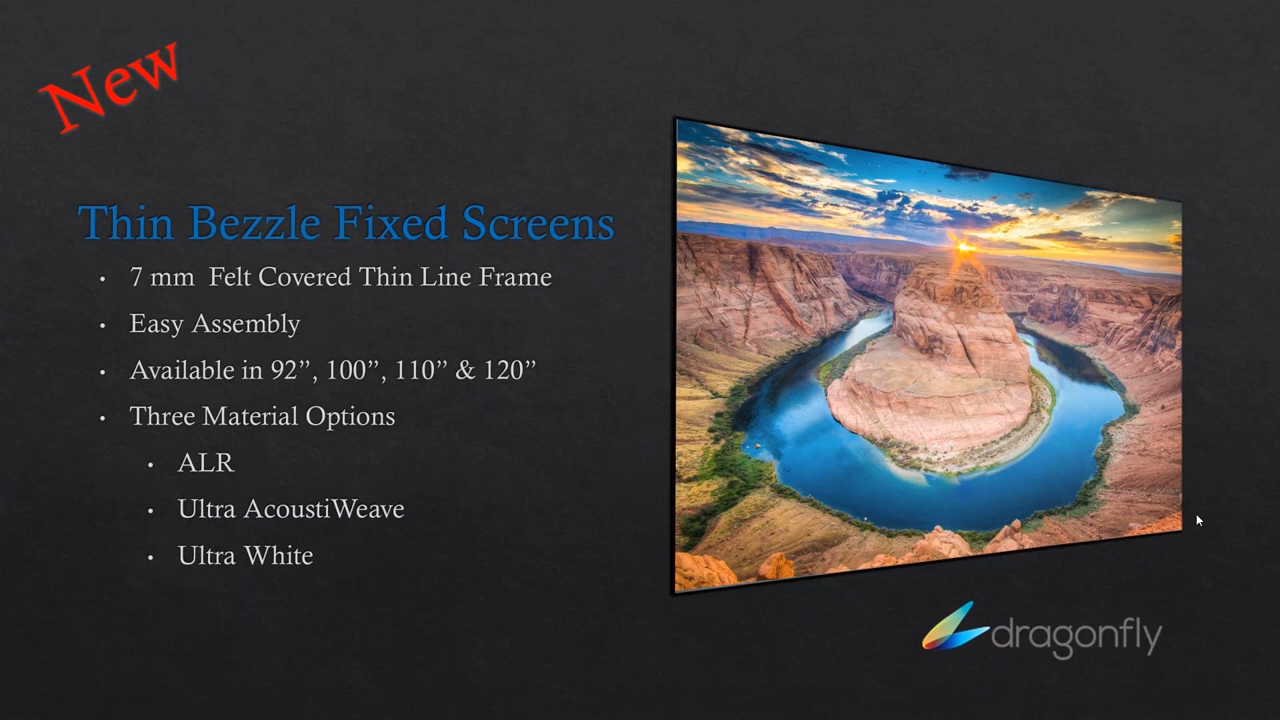 New
Thin Bezzle Fixed Screens
• 7 mm Felt Covered Thin Line Frame
• Easy Assembly
• Available in 92”, 100”, 110” & 120”
• Three Material Options
• ALR
• Ultra AcoustiWeave
• Ultra White
dragonfly